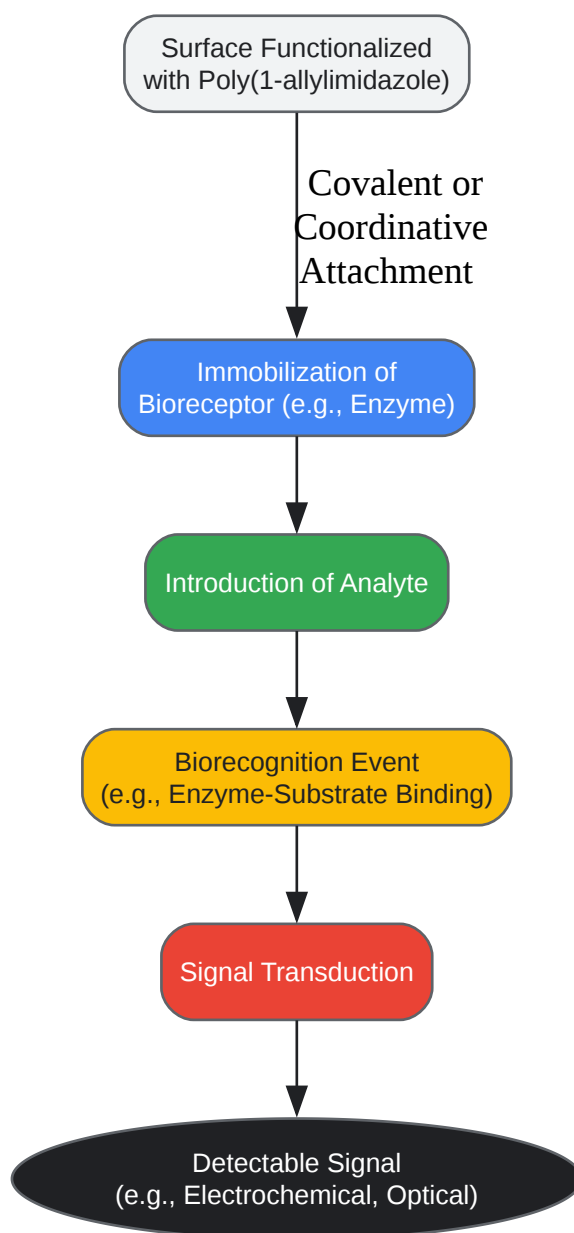 Surface Functionalized
with Poly(1-allylimidazole)
Covalent or
Coordinative
Attachment
Immobilization of
Bioreceptor (e.g., Enzyme)
Introduction of Analyte
Biorecognition Event
(e.g., Enzyme-Substrate Binding)
Signal Transduction
Detectable Signal
(e.g., Electrochemical, Optical)